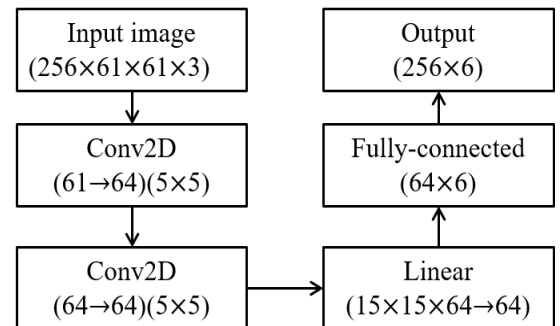 Input image
(256×61×61×3)
Conv2D
(61→64)(5×5)
Conv2D
(64→64)(5×5)
Linear
(15×15×64→64)
Fully-connected
(64×6)
Output
(256×6)